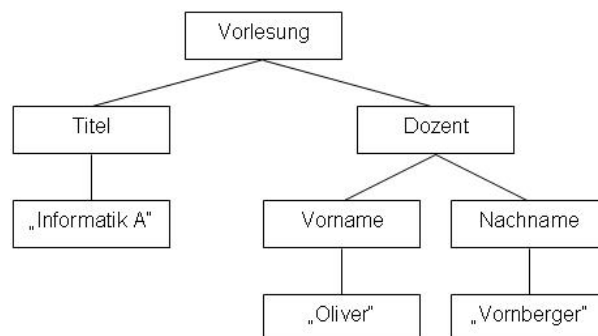 Vorlesung
Titel
Dozent
„Informatik A"
Vorname
Nachname
„Oliver"
„Vornberger"